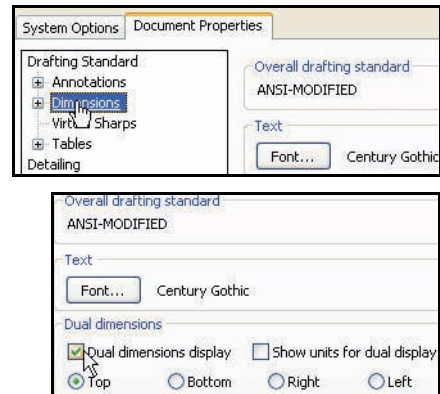 System Options Document Properties
Drafting Standard
Annotations
Dimensions
Virtual Sharps
Tables
Detailing
Overall drafting standard
ANSI-MODIFIED
Text
Font... Century Gothic
Overall drafting standard
ANSI-MODIFIED
Text
Font... Century Gothic
Dual dimensions
Dual dimensions display Show units for dual display
Top Bottom Right Left